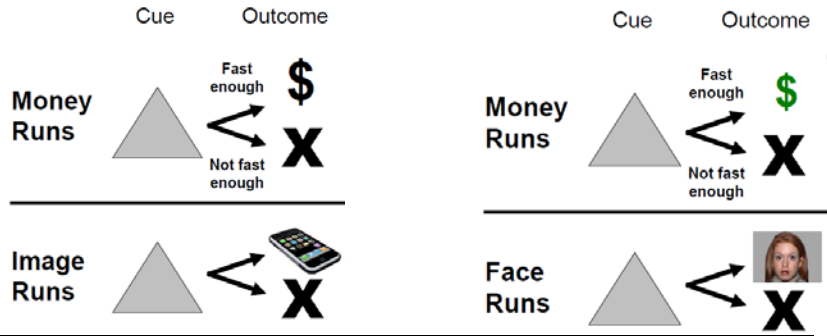 Cue Outcome
Money
Runs
Fast
enough
$
Not fast
enough
X
Image
Runs
X
Cue Outcome
Money
Runs
Fast
enough
$
Not fast
enough
X
Face
Runs
X